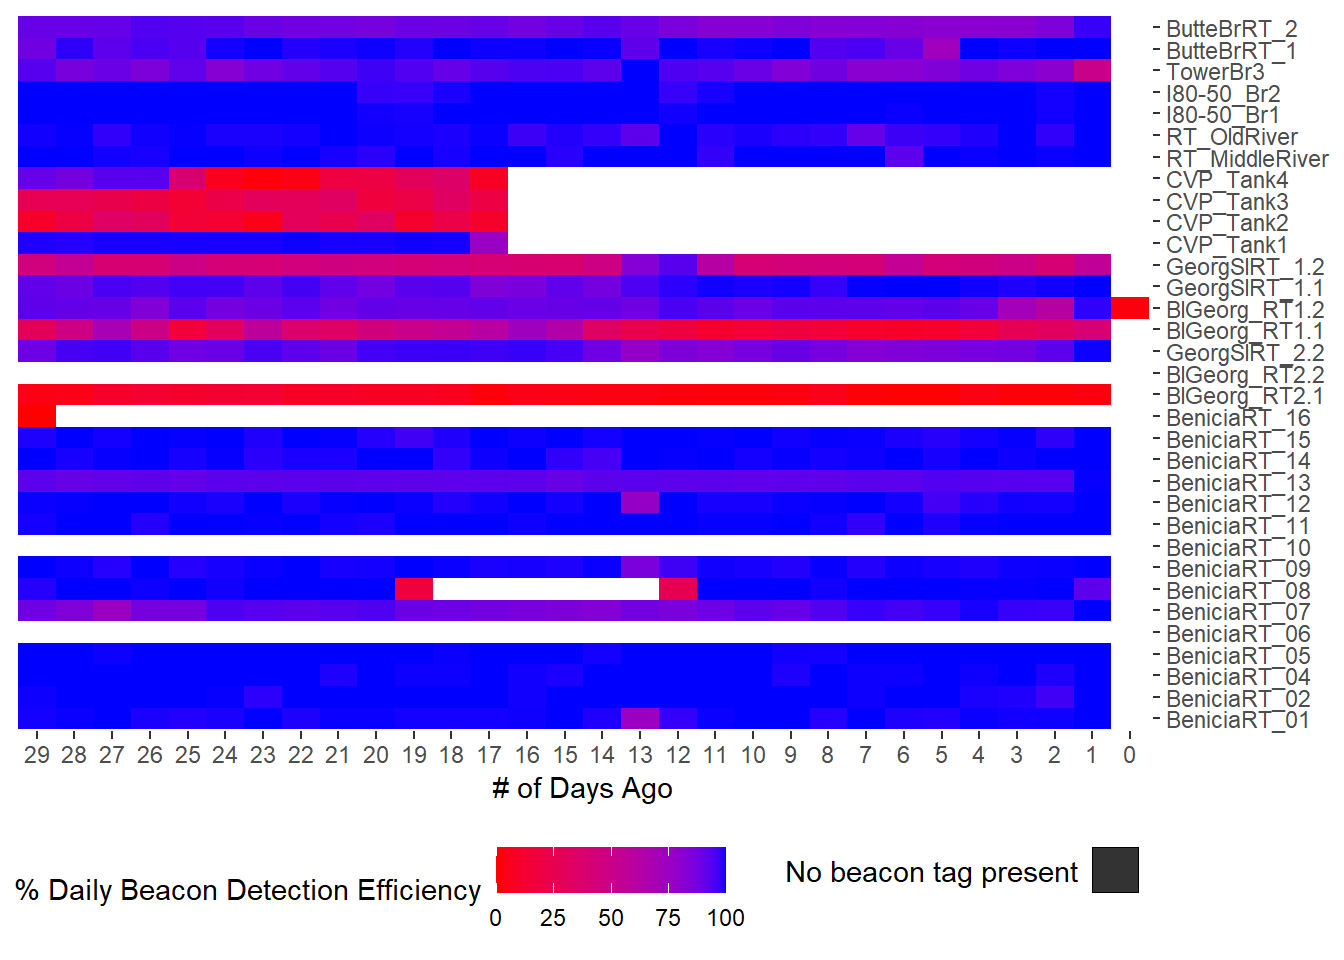 ButteBrRT_2
ButteBrRT_1
TowerBr3
I80-50_Br2
I80-50_Br1
RT_OldRiver
RT_MiddleRiver
CVP_Tank4
CVP_Tank3
CVP_Tank2
CVP_Tank1
GeorgSlRT_1.2
GeorgSlRT_1.1
BlGeorg_RT1.2
BlGeorg_RT1.1
GeorgSlRT_2.2
BlGeorg_RT2.2
BlGeorg_RT2.1
BeniciaRT_16
BeniciaRT_15
BeniciaRT_14
BeniciaRT_13
BeniciaRT_12
BeniciaRT_11
BeniciaRT_10
BeniciaRT_09
BeniciaRT_08
BeniciaRT_07
BeniciaRT_06
BeniciaRT_05
BeniciaRT_04
BeniciaRT_02
BeniciaRT_01
29 28 27 26 25 24 23 22 21 20 19 18 17 16 15 14 13 12 11 10 9 8 7 6 5 4 3 2 1 0
# of Days Ago
% Daily Beacon Detection Efficiency
0 25 50 75 100
No beacon tag present